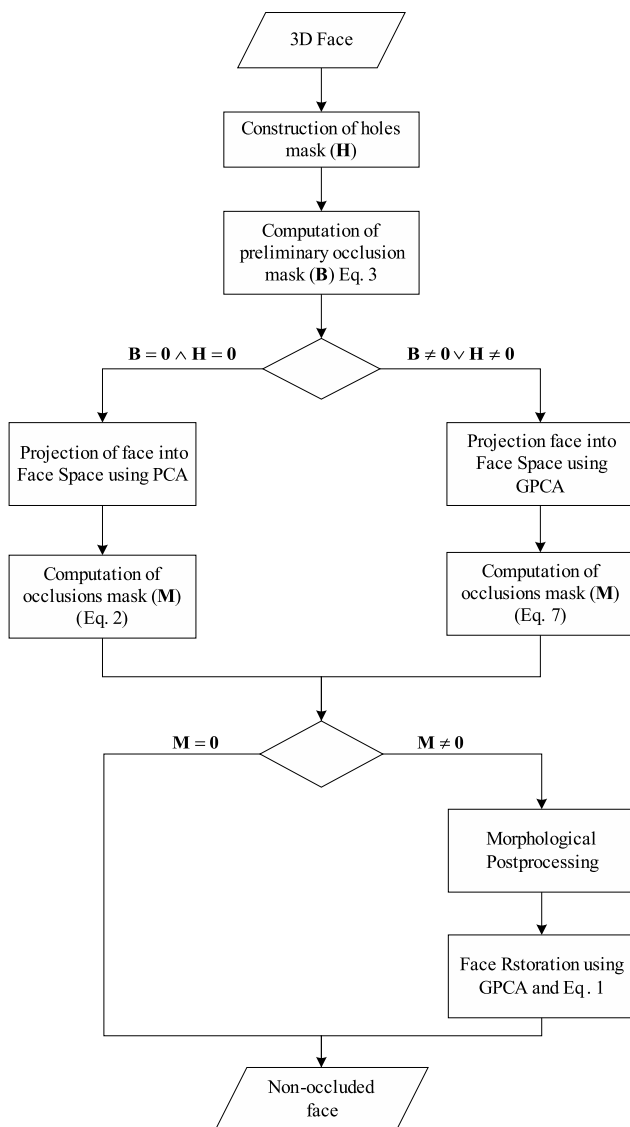 3D Face
Construction of holes
mask (H)
Computation of
preliminary occlusion
mask (B) Eq. 3
B = 0 ∧ H = 0
B ≠ 0 ∨ H ≠ 0
Projection of face into
Face Space using PCA
Projection face into
Face Space using
GPCA
Computation of
occlusions mask (M)
(Eq. 2)
Computation of
occlusions mask (M)
(Eq. 7)
M = 0
M ≠ 0
Morphological
Postprocessing
Face Rstoration using
GPCA and Eq. 1
Non-occluded
face